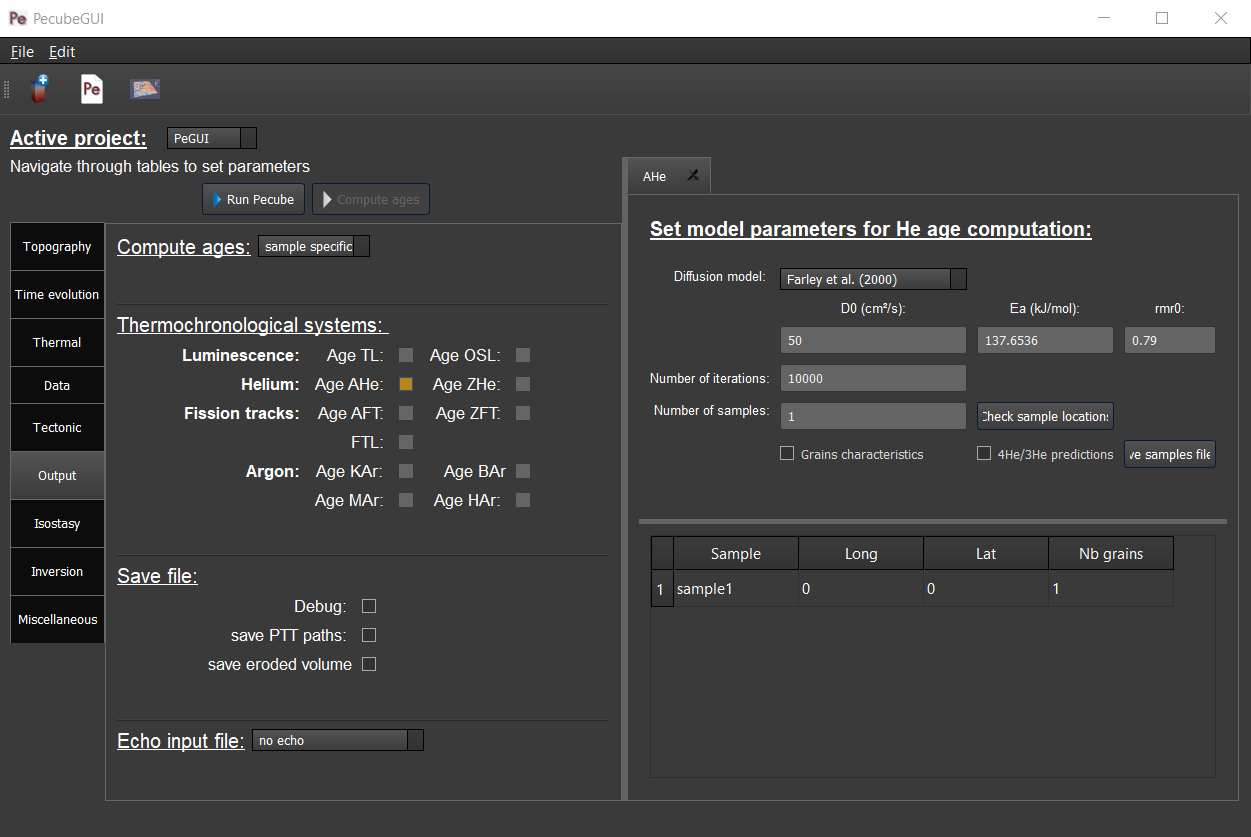 Pe PecubeGUI
File Edit
Pe
Active project: PeGUI
Navigate through tables to set parameters
Run Pecube Compute ages
Topography
Time evolution
Thermal
Data
Tectonic
Output
Isostasy
Inversion
Miscellaneous
Compute ages: sample specific
Thermochronological systems:
Luminescence: Age TL: Age OSL:
Helium: Age AHe: Age ZHe:
Fission tracks: Age AFT: Age ZFT:
FTL:
Argon: Age KAr: Age BAr
Age MAr: Age HAr:
Save file:
Debug:
save PTT paths:
save eroded volume
Echo input file: no echo
AHe
Set model parameters for He age computation:
Diffusion model: Farley et al. (2000)
D0 (cm²/s): Ea (kJ/mol): rmr0:
50 137.6536 0.79
Number of iterations: 10000
Number of samples: 1 Check sample locations
Grains characteristics 4He/3He predictions ve samples file
Sample Long Lat Nb grains
1 sample1 0 0 1